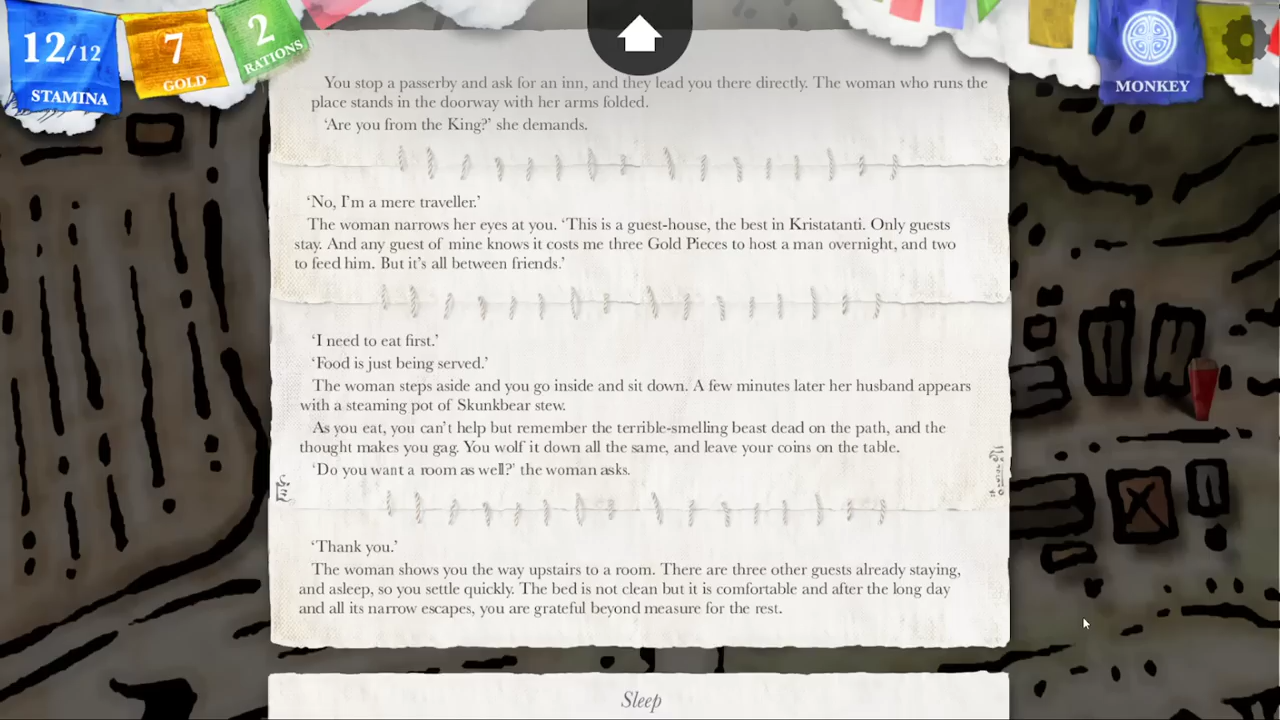 12/12
STAMINA
7
GOLD
2
RATIONS
MONKEY
You stop a passerby and ask for an inn, and they lead you there directly. The woman who runs the
place stands in the doorway with her arms folded.
‘Are you from the King?’ she demands.
‘No, I’m a mere traveller.’
The woman narrows her eyes at you. ‘This is a guest-house, the best in Kristatanti. Only guests
stay. And any guest of mine knows it costs me three Gold Pieces to host a man overnight, and two
to feed him. But it’s all between friends.’
‘I need to eat first.’
‘Food is just being served.’
The woman steps aside and you go inside and sit down. A few minutes later her husband appears
with a steaming pot of Skunkbear stew.
As you eat, you can’t help but remember the terrible-smelling beast dead on the path, and the
thought makes you gag. You wolf it down all the same, and leave your coins on the table.
‘Do you want a room as well?’ the woman asks.
‘Thank you.’
The woman shows you the way upstairs to a room. There are three other guests already staying,
and asleep, so you settle quickly. The bed is not clean but it is comfortable and after the long day
and all its narrow escapes, you are grateful beyond measure for the rest.
Sleep